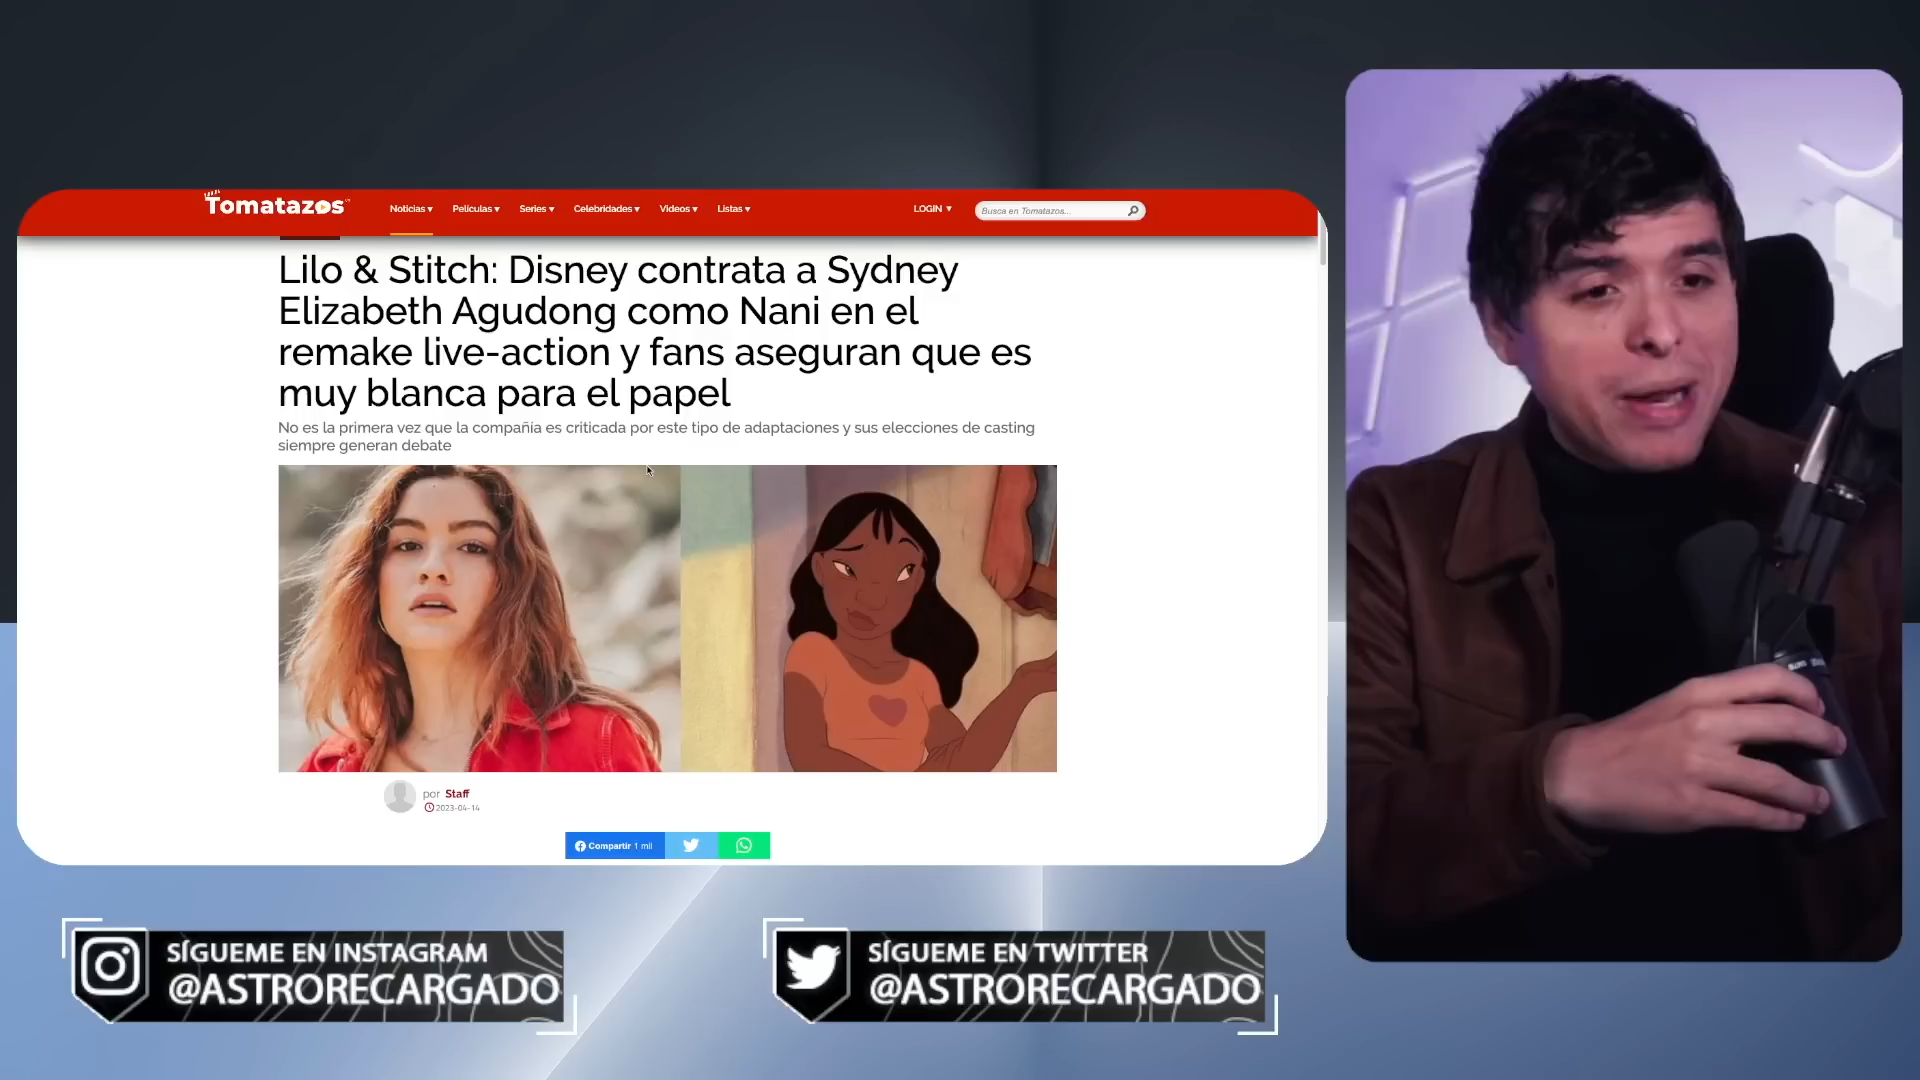 Tomatazos
Noticias ▾ Películas ▾ Series ▾ Celebridades ▾ Videos ▾ Listas ▾ LOGIN ▾ Busca en Tomatazos...
Lilo & Stitch: Disney contrata a Sydney
Elizabeth Agudong como Nani en el
remake live-action y fans aseguran que es
muy blanca para el papel
No es la primera vez que la compañía es criticada por este tipo de adaptaciones y sus elecciones de casting
siempre generan debate
por Staff
2023-04-14
Compartir 1 mil
SÍGUEME EN INSTAGRAM
@ASTRORECARGADO
SÍGUEME EN TWITTER
@ASTRORECARGADO